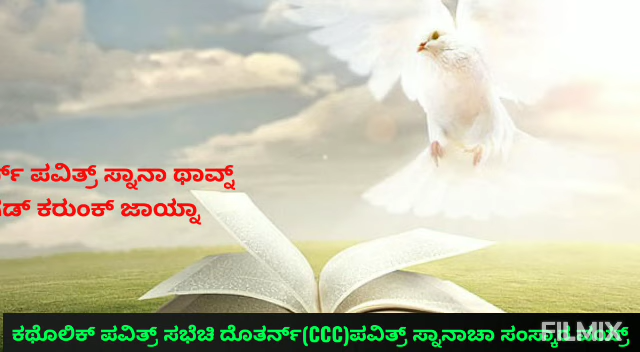 ಪವಿತ್ರ್ ಸ್ನಾನಾ ಥಾವ್ನ್
ಕರುಂಕ್ ಜಾಯ್ನಾ
ಕಥೊಲಿಕ್ ಪವಿತ್ರ್ ಸಭೆಚಿ ದೊತರ್ನ್(CCC)ಪವಿತ್ರ್ ಸ್ನಾನಾಚಾ
FILMIX